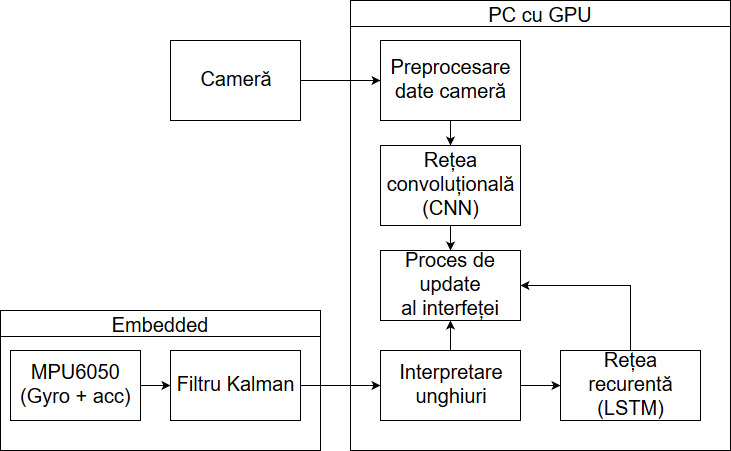 PC cu GPU
Cameră
Preprocesare
date cameră
Rețea
convoluțională
(CNN)
Proces de
update
al interfeței
Embedded
MPU6050
(Gyro + acc)
Filtru Kalman
Interpretare
unghiuri
Rețea
recurentă
(LSTM)